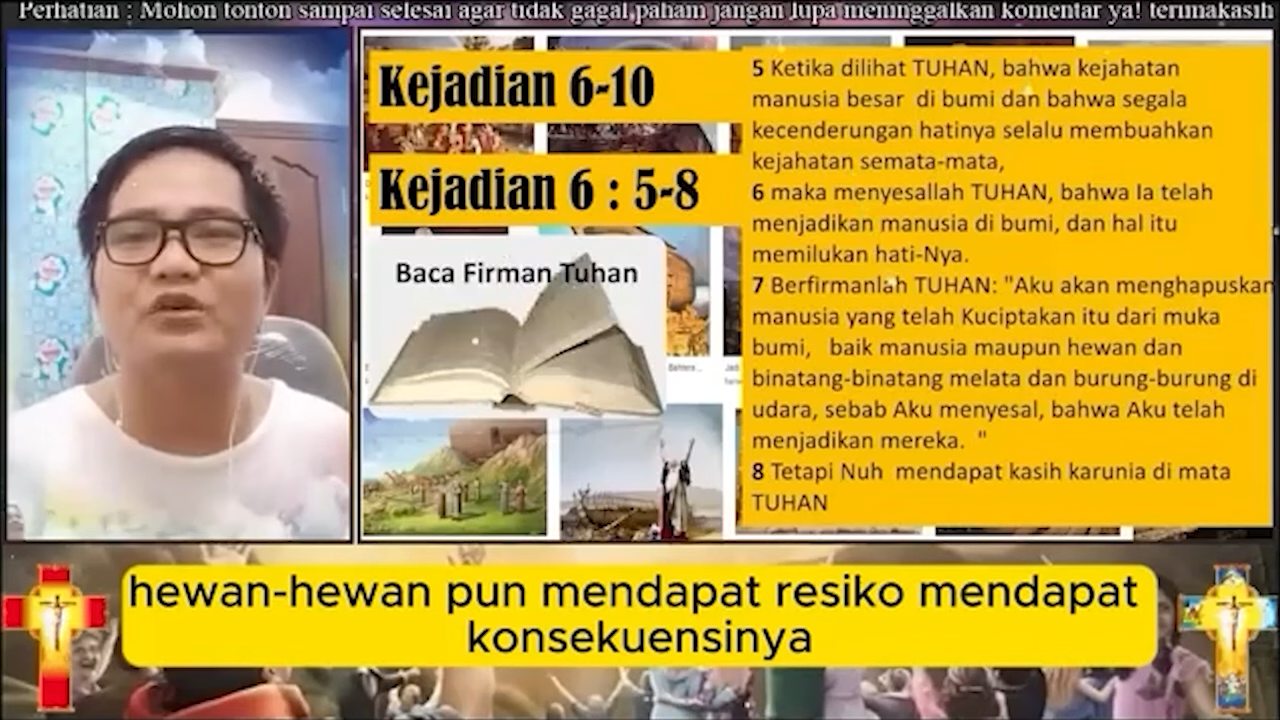 Perhatian : Mohon tonton sampai selesai agar tidak gagal paham jangan lupa meninggalkan komentar ya! terimakasih
Kejadian 6-10
Kejadian 6 : 5-8
Baca Firman Tuhan
5 Ketika dilihat TUHAN, bahwa kejahatan
manusia besar di bumi dan bahwa segala
kecenderungan hatinya selalu membuahkan
kejahatan semata-mata,
6 maka menyesallah TUHAN, bahwa Ia telah
menjadikan manusia di bumi, dan hal itu
memilukan hati-Nya.
7 Berfirmanlah TUHAN: "Aku akan menghapuskan
manusia yang telah Kuciptakan itu dari muka
bumi, baik manusia maupun hewan dan
binatang-binatang melata dan burung-burung di
udara, sebab Aku menyesal, bahwa Aku telah
menjadikan mereka. "
8 Tetapi Nuh mendapat kasih karunia di mata
TUHAN
hewan-hewan pun mendapat resiko mendapat
konsekuensinya